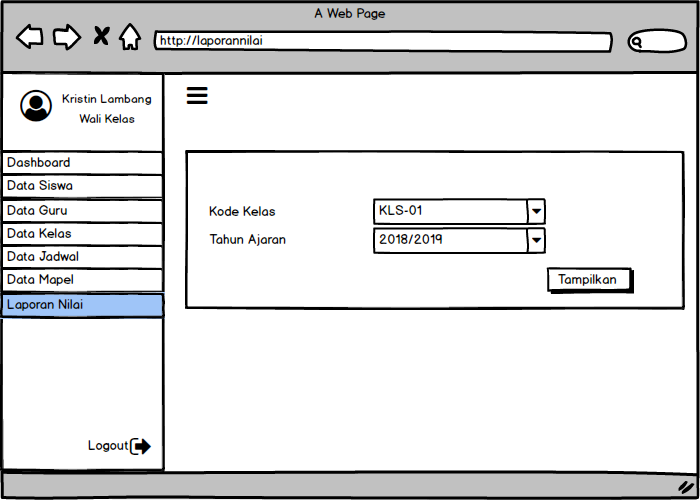 A Web Page
http://laporannilai
Kristin Lambang
Wali Kelas
Dashboard
Data Siswa
Data Guru
Data Kelas
Data Jadwal
Data Mapel
Laporan Nilai
Kode Kelas
KLS-01
Tahun Ajaran
2018/2019
Tampilkan
Logout